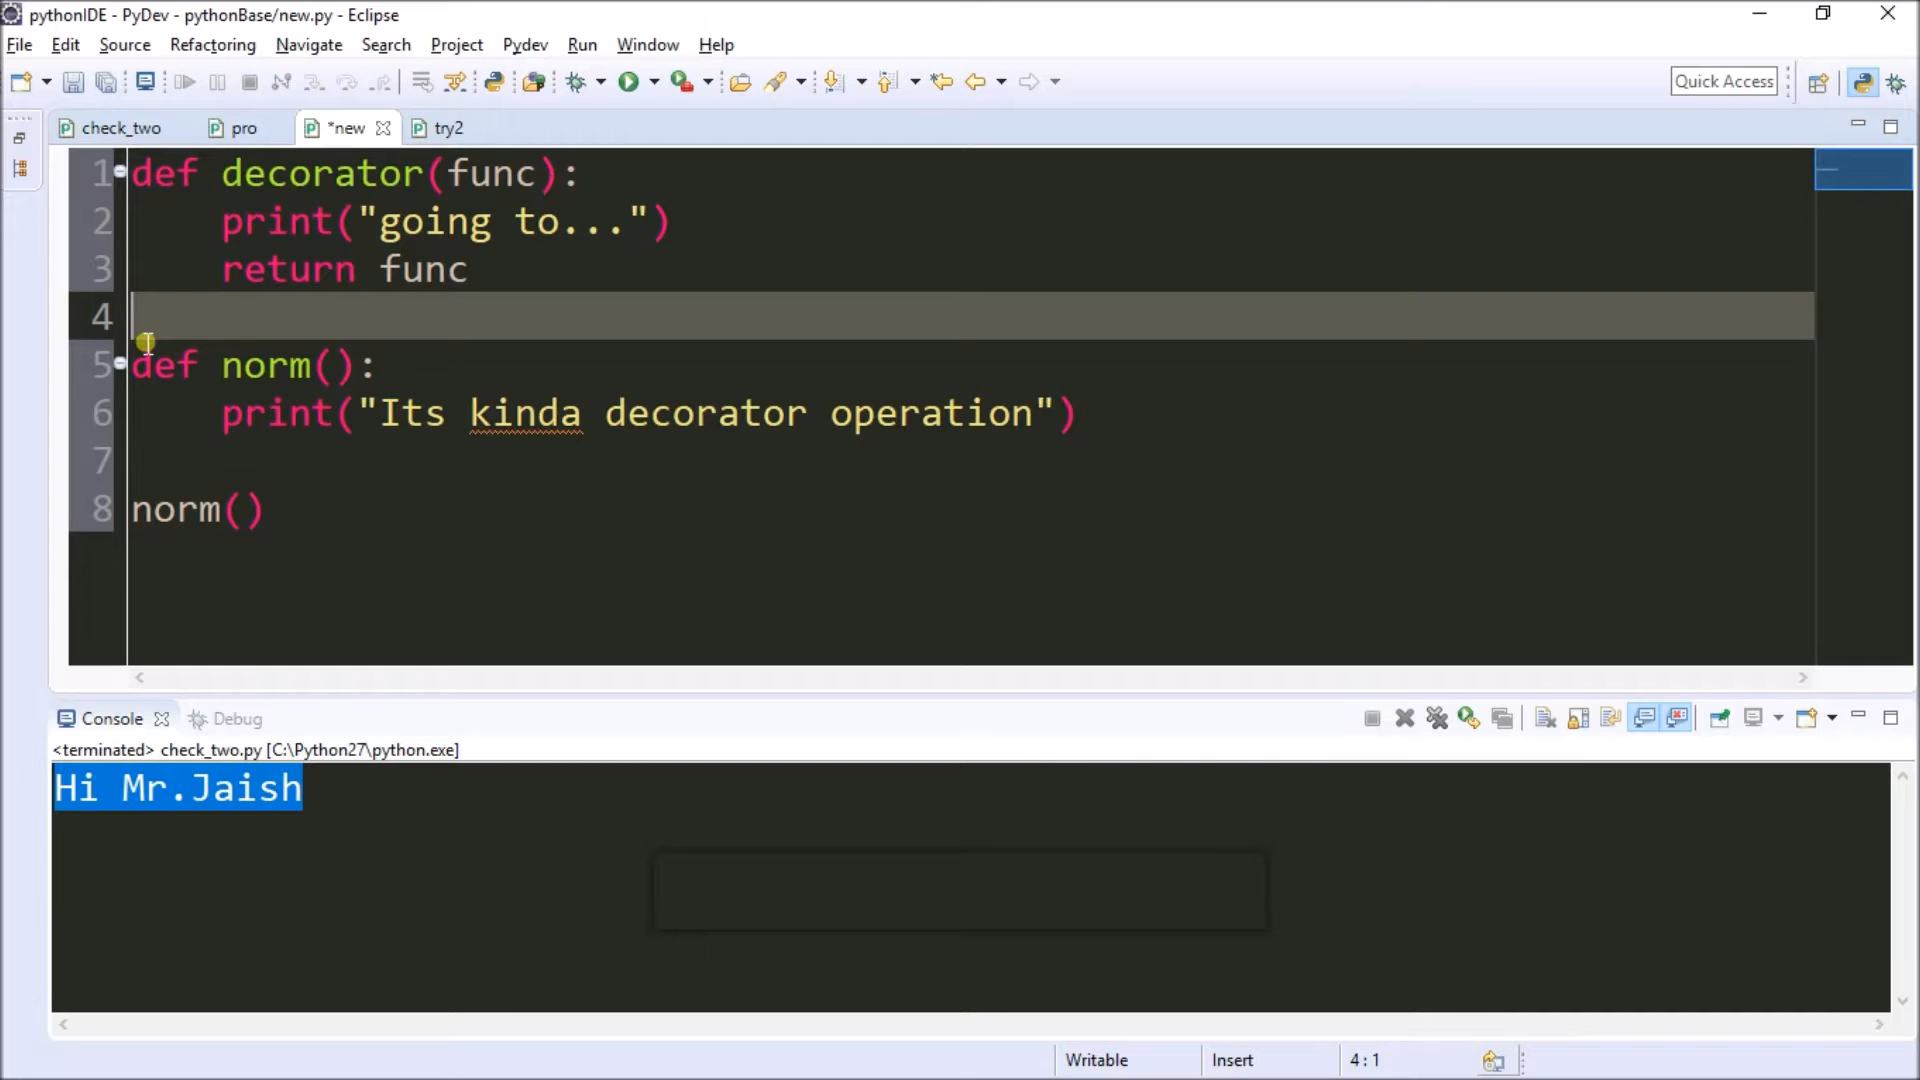 pythonIDE - PyDev - pythonBase/new.py - Eclipse
File Edit Source Refactoring Navigate Search Project Pydev Run Window Help
Quick Access
check_two pro *new try2
1 def decorator(func):
2 print("going to...")
3 return func
4
5 def norm():
6 print("Its kinda decorator operation")
7
8 norm()
Console Debug
<terminated> check_two.py [C:\Python27\python.exe]
Hi Mr.Jaish
Writable Insert 4 : 1